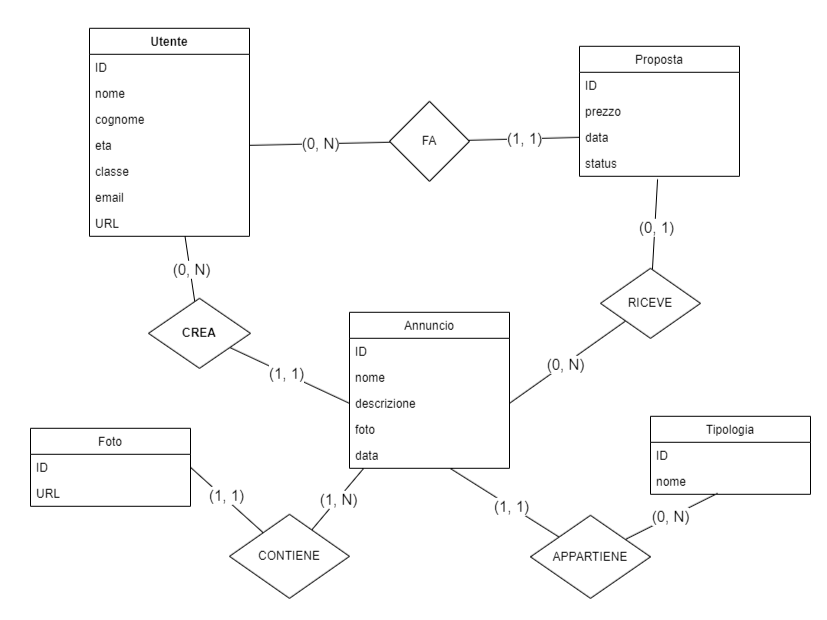 Utente
ID
nome
cognome
eta
classe
email
URL
(0, N)
FA
(1, 1)
Proposta
ID
prezzo
data
status
(0, N)
CREA
(1, 1)
(0, 1)
RICEVE
(0, N)
Annuncio
ID
nome
descrizione
foto
data
Foto
ID
URL
(1, 1)
CONTIENE
(1, N)
(1, 1)
APPARTIENE
(0, N)
Tipologia
ID
nome